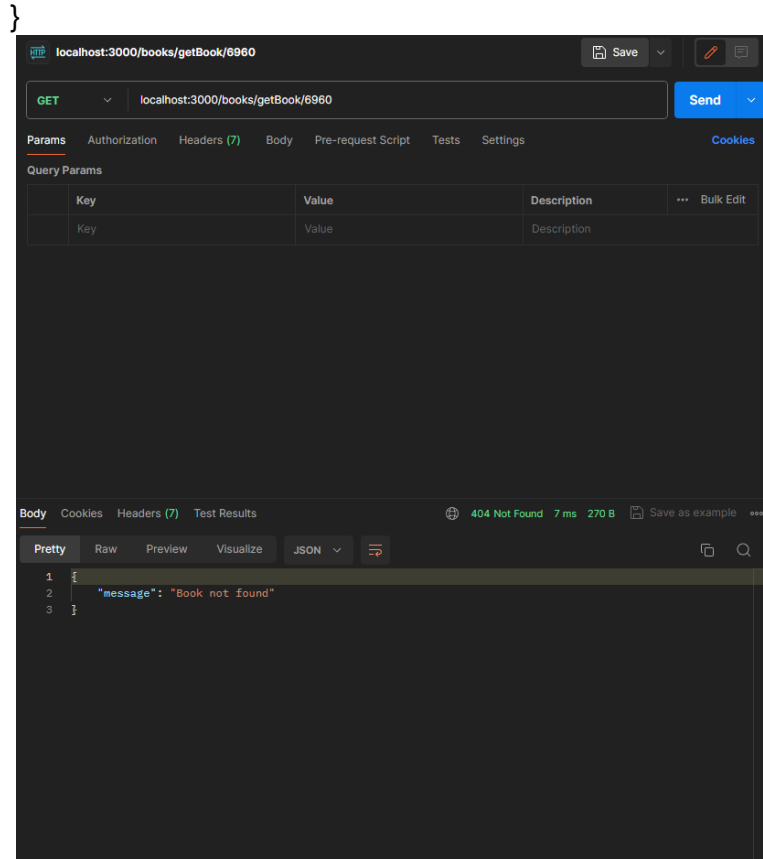 }
HTTP localhost:3000/books/getBook/6960 Save
GET localhost:3000/books/getBook/6960 Send
Params Authorization Headers (7) Body Pre-request Script Tests Settings Cookies
Query Params
Key Value Description ••• Bulk Edit
Key Value Description
Body Cookies Headers (7) Test Results 404 Not Found 7 ms 270 B Save as example •••
Pretty Raw Preview Visualize JSON
1 {
2 "message": "Book not found"
3 }